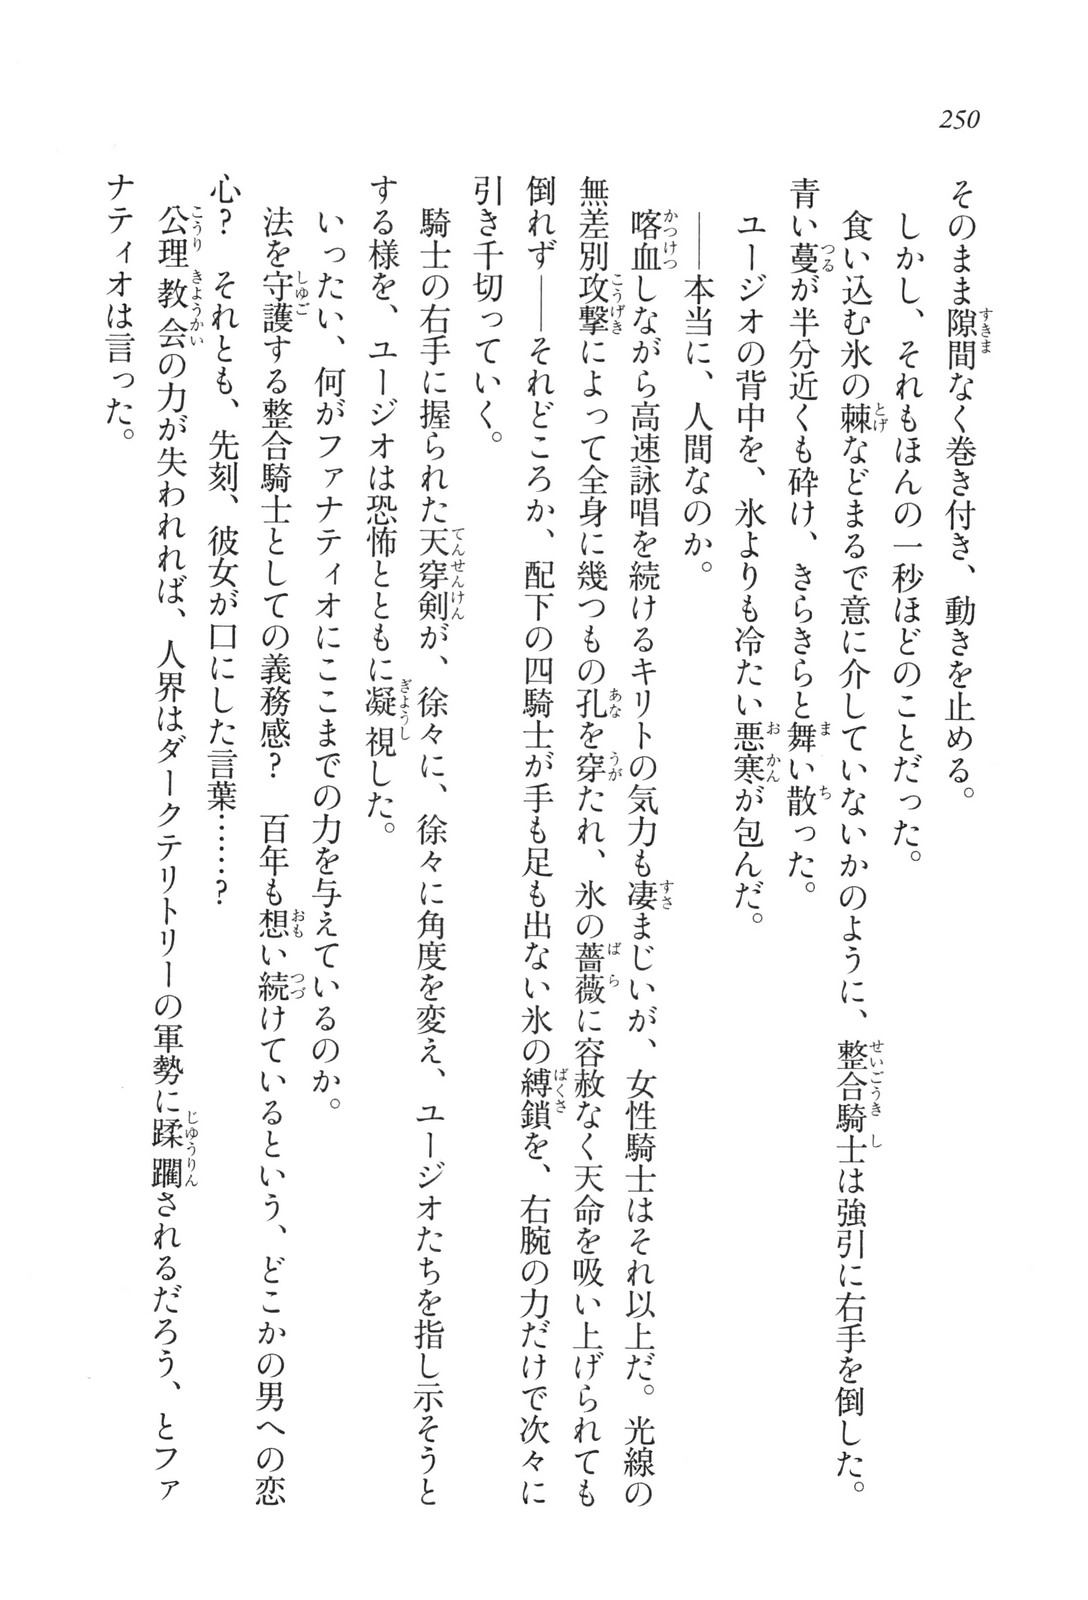 250
そのまま隙間なく巻き付き、動きを止める。
しかし、それもほんの一秒ほどのことだった。
食い込む氷の棘などまるで意に介していないかのように、整合騎士は強引に右手を倒した。
青い蔓が半分近くも砕け、きらきらと舞い散った。
ユージオの背中を、氷よりも冷たい悪寒が包んだ。
――本当に、人間なのか。
喀血しながら高速詠唱を続けるキリトの気力も凄まじいが、女性騎士はそれ以上だ。光線の
無差別攻撃によって全身に幾つもの孔を穿たれ、氷の薔薇に容赦なく天命を吸い上げられても
倒れず――それどころか、配下の四騎士が手も足も出ない氷の縛鎖を、右腕の力だけで次々に
引き千切っていく。
騎士の右手に握られた天穿剣が、徐々に、徐々に角度を変え、ユージオたちを指し示そうと
する様を、ユージオは恐怖とともに凝視した。
いったい、何がファナティオにここまでの力を与えているのか。
法を守護する整合騎士としての義務感？　百年も想い続けているという、どこかの男への恋
心？　それとも、先刻、彼女が口にした言葉……？
公理教会の力が失われれば、人界はダークテリトリーの軍勢に蹂躙されるだろう、とファ
ナティオは言った。